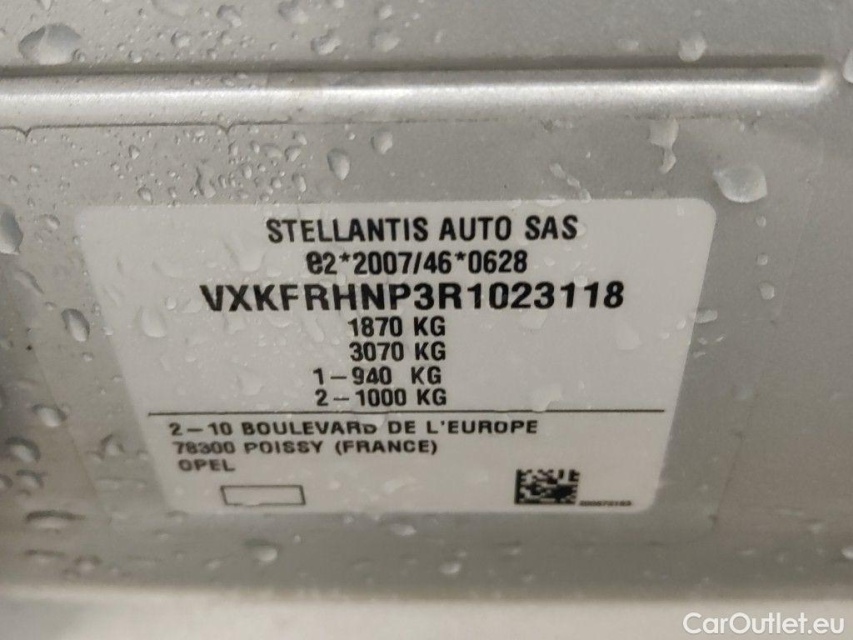 STELLANTIS AUTO SAS
e2*2007/46*0628
VXKFRHNP3R1023118
1870 KG
3070 KG
1-940 KG
2-1000 KG
2-10 BOULEVARD DE L'EUROPE
78300 POISSY (FRANCE)
OPEL
CarOutlet.eu